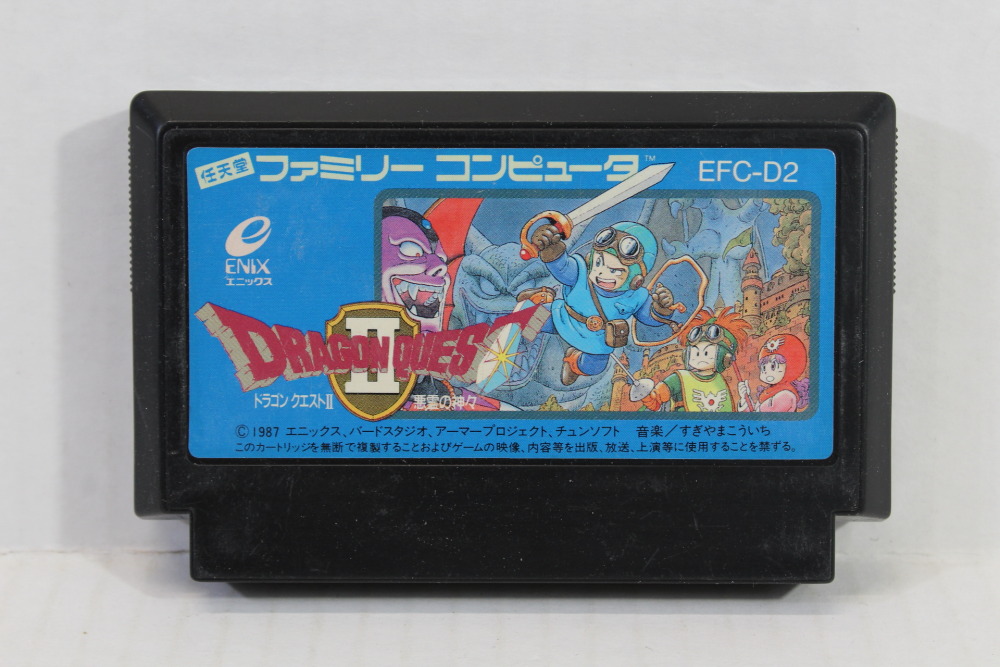 任天堂 ファミリー コンピュータ™ EFC-D2
e
ENIX
エニックス
DRAGON QUEST
II
ドラゴンクエストII 悪霊の神々
©1987 エニックス、バードスタジオ、アーマープロジェクト、チュンソフト 音楽/すぎやまこういち
このカートリッジを無断で複製することおよびゲームの映像、内容等を出版、放送、上演等に使用することを禁ずる。